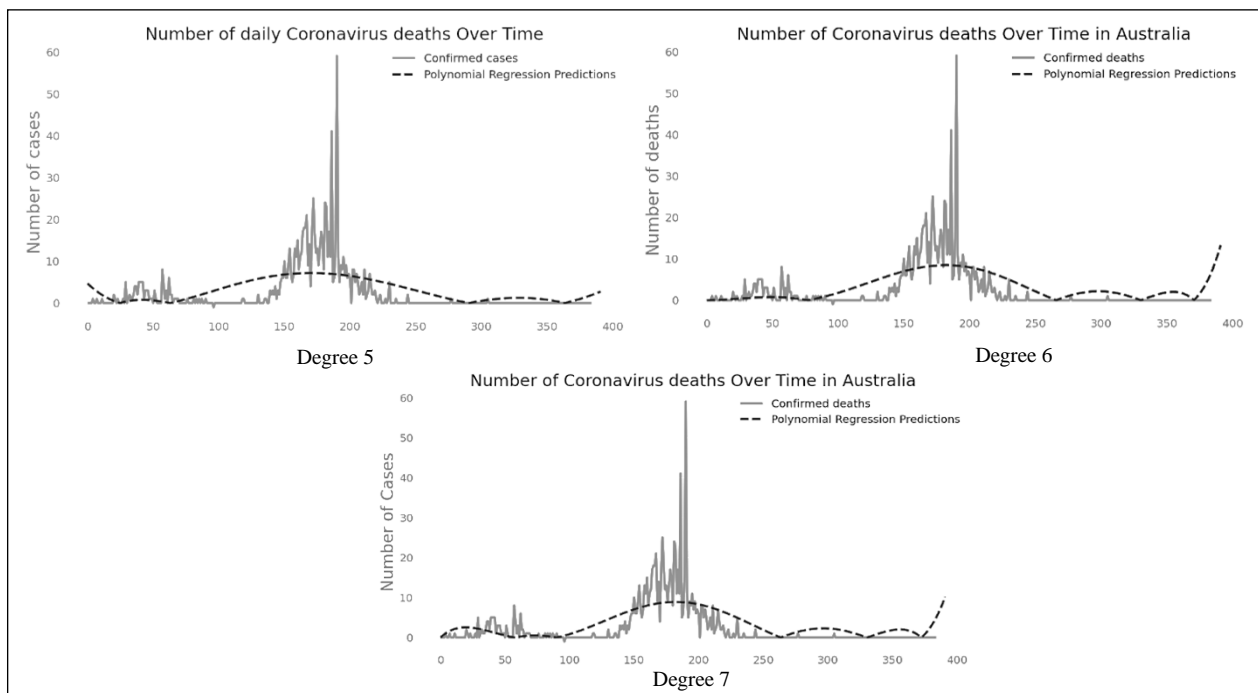 Number of daily Coronavirus deaths Over Time
60
50
40
30
20
10
0
Number of cases
Confirmed cases
Polynomial Regression Predictions
0 50 100 150 200 250 300 350 400
Degree 5
Number of Coronavirus deaths Over Time in Australia
60
50
40
30
20
10
0
Number of deaths
Confirmed deaths
Polynomial Regression Predictions
0 50 100 150 200 250 300 350 400
Degree 6
Number of Coronavirus deaths Over Time in Australia
60
50
40
30
20
10
0
Number of Cases
Confirmed deaths
Polynomial Regression Predictions
0 50 100 150 200 250 300 350 400
Degree 7